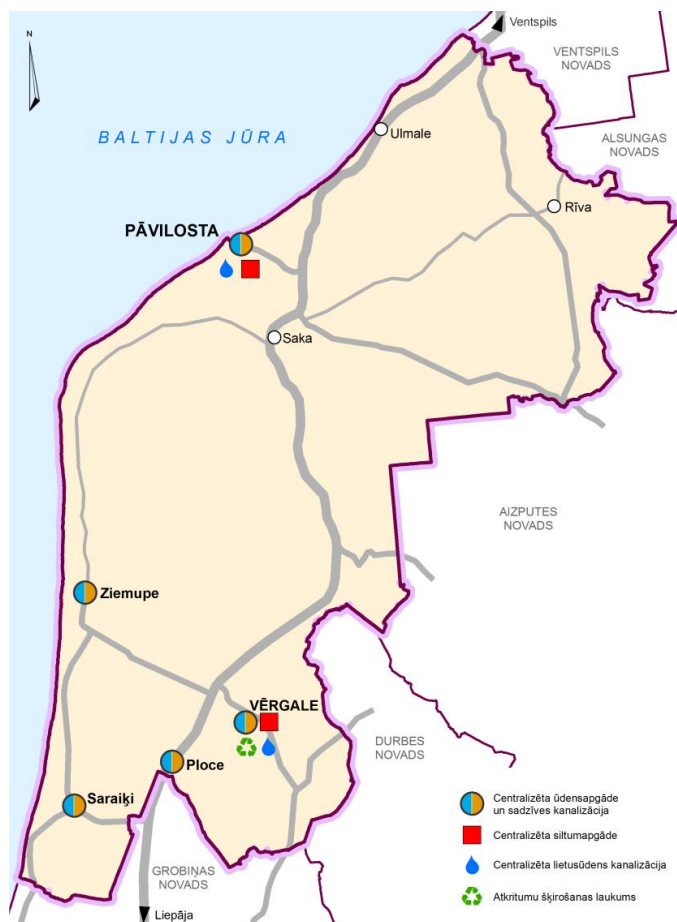 N
Ventspils
VENTSPILS
NOVADS
BALTIJAS JŪRA
Ulmale
ALSUNGAS
NOVADS
Rīva
PĀVILOSTA
Saka
AIZPUTES
NOVADS
Ziemupe
VĒRGALE
DURBES
NOVADS
Ploce
Saraiķi
GROBIŅAS
NOVADS
Liepāja
Centralizēta ūdensapgāde
un sadzīves kanalizācija
Centralizēta siltumapgāde
Centralizēta lietusūdens kanalizācija
Atkritumu šķirošanas laukums